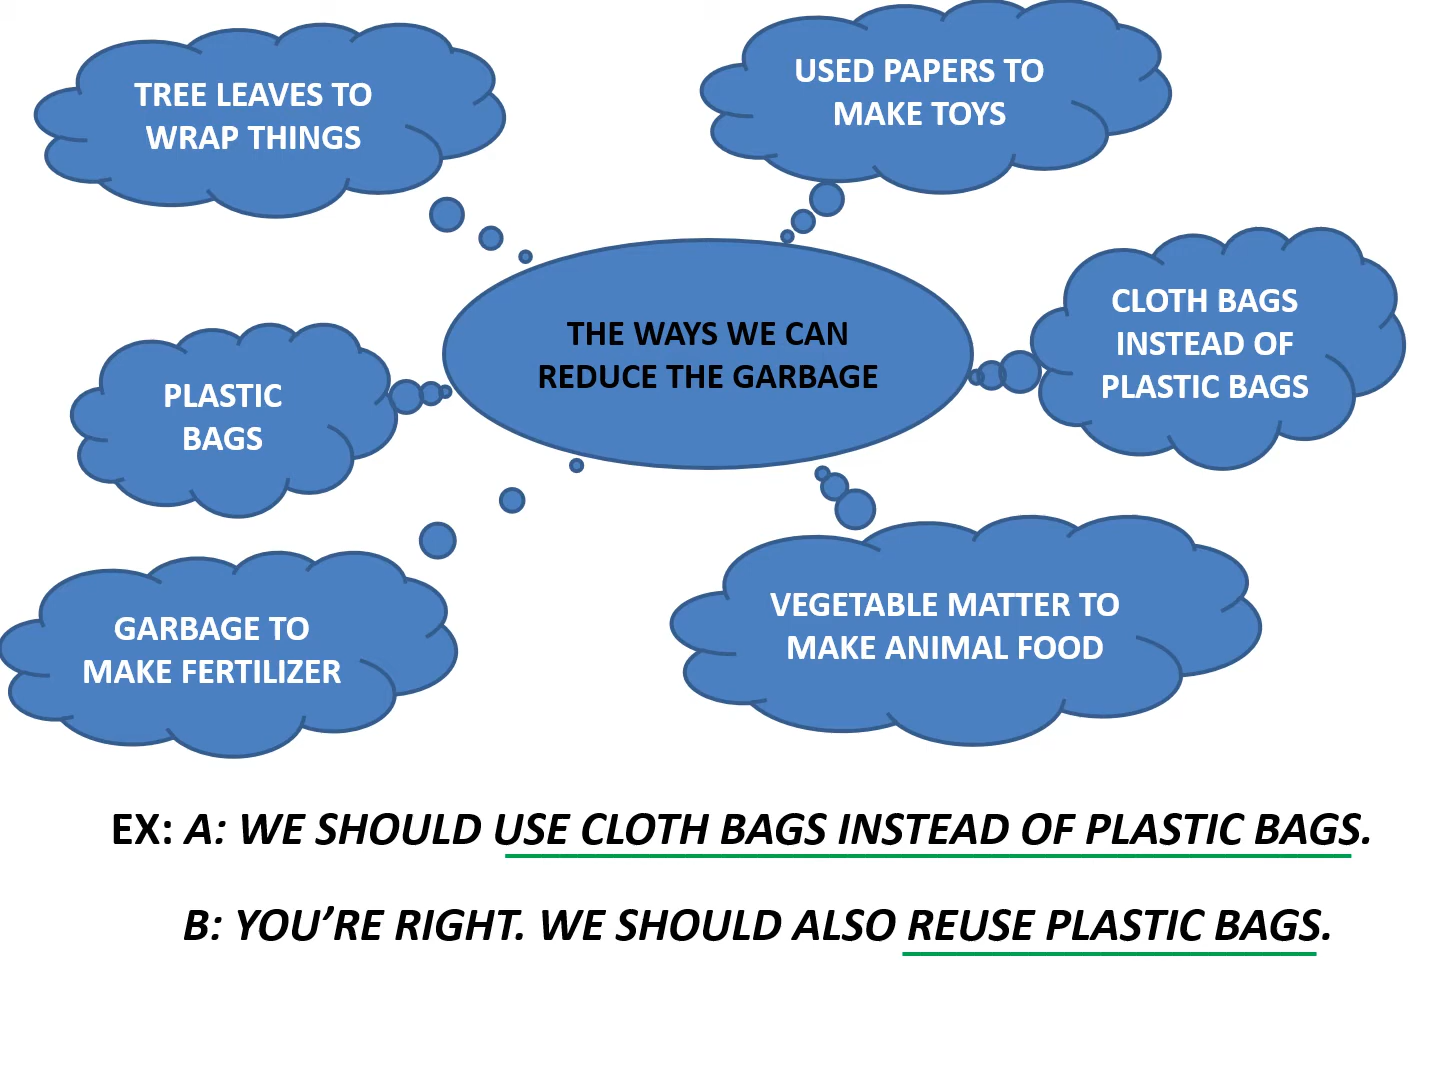 TREE LEAVES TO
WRAP THINGS
USED PAPERS TO
MAKE TOYS
THE WAYS WE CAN
REDUCE THE GARBAGE
CLOTH BAGS
INSTEAD OF
PLASTIC BAGS
PLASTIC
BAGS
GARBAGE TO
MAKE FERTILIZER
VEGETABLE MATTER TO
MAKE ANIMAL FOOD
EX: A: WE SHOULD USE CLOTH BAGS INSTEAD OF PLASTIC BAGS.
B: YOU’RE RIGHT. WE SHOULD ALSO REUSE PLASTIC BAGS.